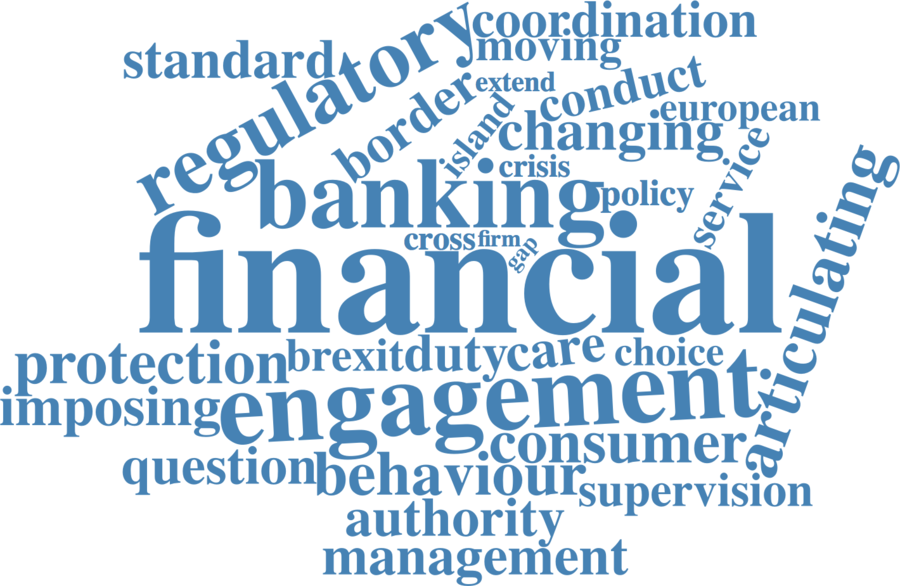 coordination
moving
standard
regulatory
border
extend
conduct
european
island
changing
service
crisis
banking
policy
articulating
cross
firm
gap
financial
protection
brexit
duty
care
choice
imposing
engagement
consumer
question
behaviour
supervision
authority
management